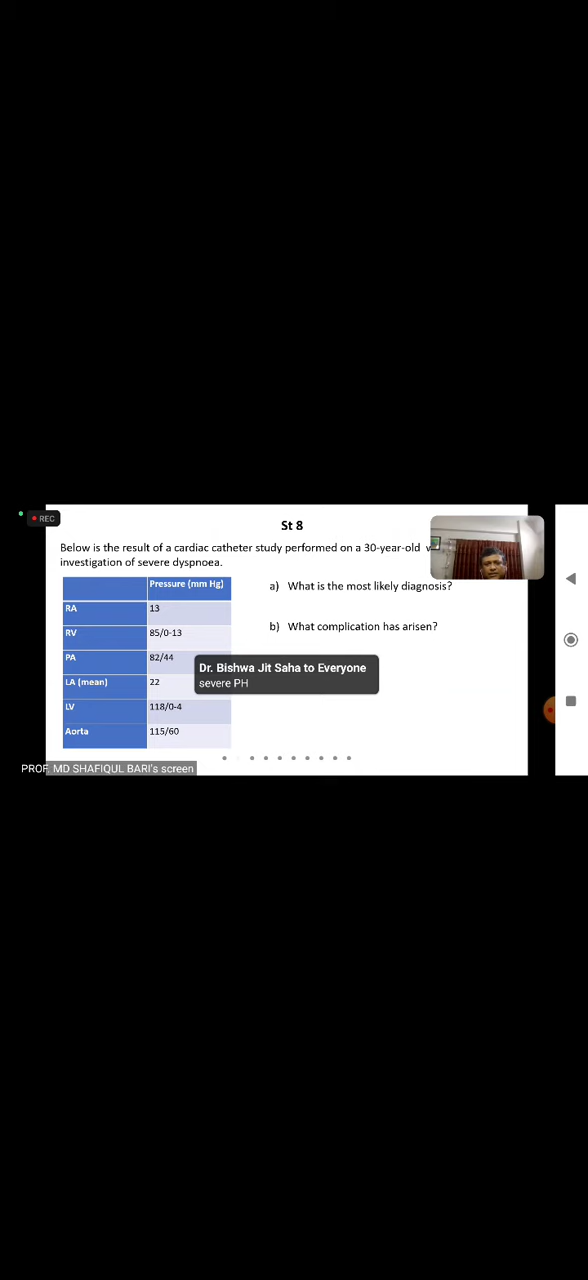 REC
St 8
Below is the result of a cardiac catheter study performed on a 30-year-old
investigation of severe dyspnoea.
Pressure (mm Hg)
RA 13
RV 85/0-13
PA 82/44
LA (mean) 22
LV 118/0-4
Aorta 115/60
a) What is the most likely diagnosis?
b) What complication has arisen?
Dr. Bishwa Jit Saha to Everyone
severe PH
PROF. MD SHAFIQUL BARI's screen